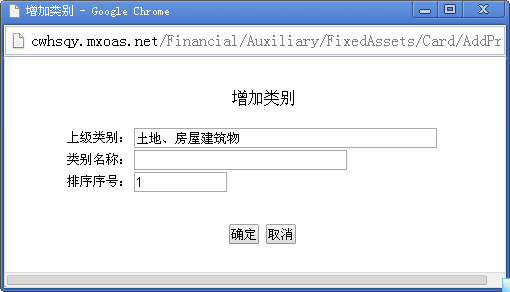 增加类别 - Google Chrome
cwhsqy.mxoas.net/Financial/Auxiliary/FixedAssets/Card/AddPr
增加类别
上级类别： 土地、房屋建筑物
类别名称：
排序序号： 1
确定 取消